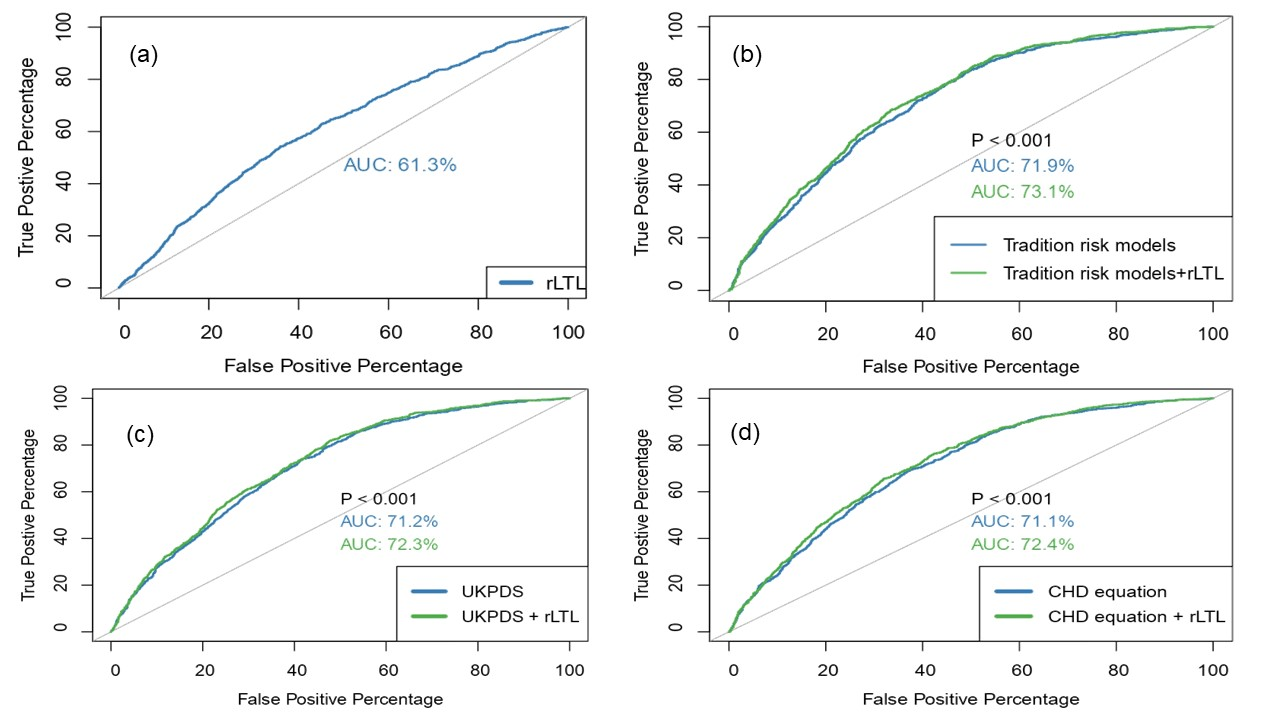 (a)
True Postive Percentage
0 20 40 60 80 100
AUC: 61.3%
rLTL
0 20 40 60 80 100
False Positive Percentage
(b)
True Postive Percentage
0 20 40 60 80 100
P < 0.001
AUC: 71.9%
AUC: 73.1%
Tradition risk models
Tradition risk models+rLTL
0 20 40 60 80 100
False Positive Percentage
(c)
True Postive Percentage
0 20 40 60 80 100
P < 0.001
AUC: 71.2%
AUC: 72.3%
UKPDS
UKPDS + rLTL
0 20 40 60 80 100
False Positive Percentage
(d)
True Postive Percentage
0 20 40 60 80 100
P < 0.001
AUC: 71.1%
AUC: 72.4%
CHD equation
CHD equation + rLTL
0 20 40 60 80 100
False Positive Percentage